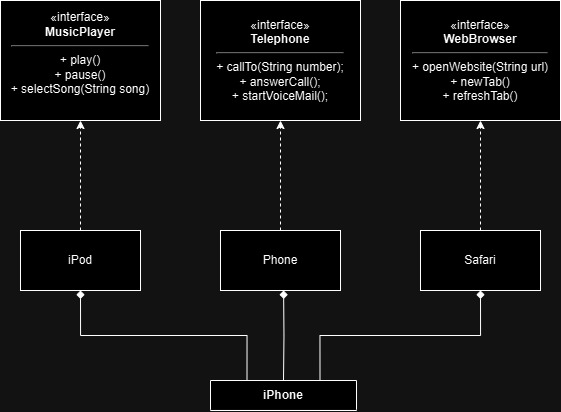 «interface»
MusicPlayer
+ play()
+ pause()
+ selectSong(String song)
«interface»
Telephone
+ callTo(String number);
+ answerCall();
+ startVoiceMail();
«interface»
WebBrowser
+ openWebsite(String url)
+ newTab()
+ refreshTab()
iPod
Phone
Safari
iPhone